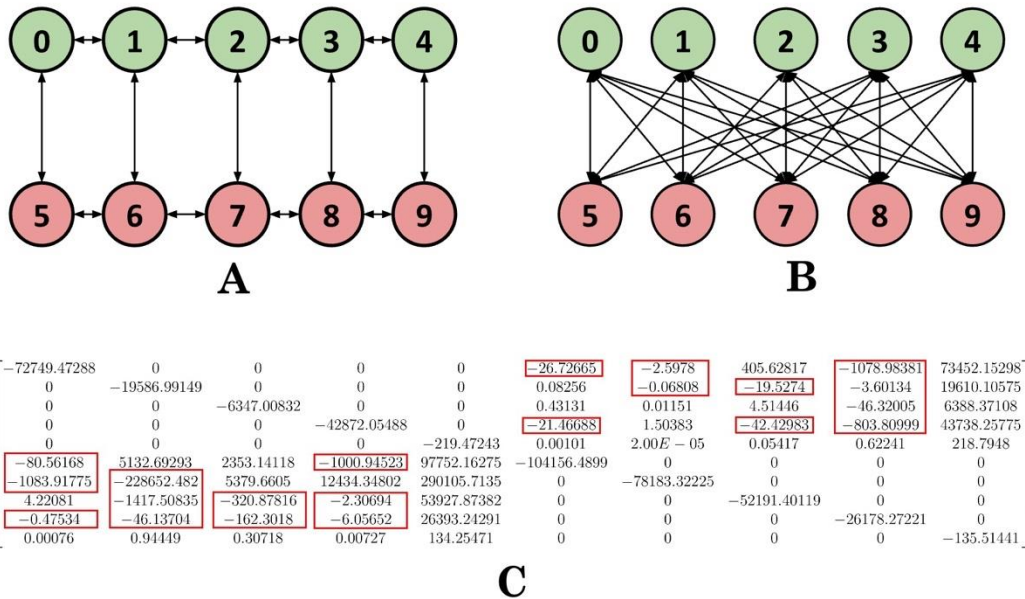 0 1 2 3 4 0 1 2 3 4
5 6 7 8 9 5 6 7 8 9
A B
−72749.47288 0 0 0 0 −26.72665 −2.5978 405.62817 −1078.98381 73452.15298
0 −19586.99149 0 0 0 0.08256 −0.06808 −19.5274 −3.60134 19610.10575
0 0 −6347.00832 0 0 0.43131 0.01151 4.51446 −46.32005 6388.37108
0 0 0 −42872.05488 0 −21.46688 1.50383 −42.42983 −803.80999 43738.25775
0 0 0 0 −219.47243 0.00101 2.00E − 05 0.05417 0.62241 218.7948
−80.56168 5132.69293 2353.14118 −1000.94523 97752.16275 −104156.4899 0 0 0 0
−1083.91775 −228652.482 5379.6605 12434.34802 290105.7135 0 −78183.32225 0 0 0
4.22081 −1417.50835 −320.87816 −2.30694 53927.87382 0 0 −52191.40119 0 0
−0.47534 −46.13704 −162.3018 −6.05652 26393.24291 0 0 0 −26178.27221 0
0.00076 0.94449 0.30718 0.00727 134.25471 0 0 0 0 −135.51441
C